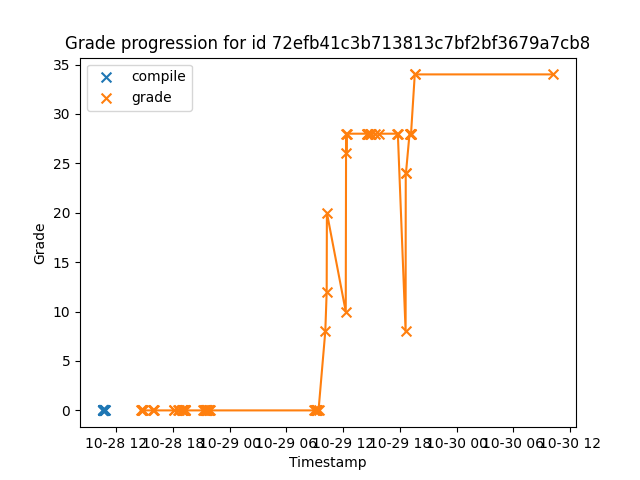 Grade progression for id 72efb41c3b713813c7bf2bf3679a7cb8
compile
grade
35
30
25
20
15
10
5
0
Grade
10-28 12 10-28 18 10-29 00 10-29 06 10-29 12 10-29 18 10-30 00 10-30 06 10-30 12
Timestamp